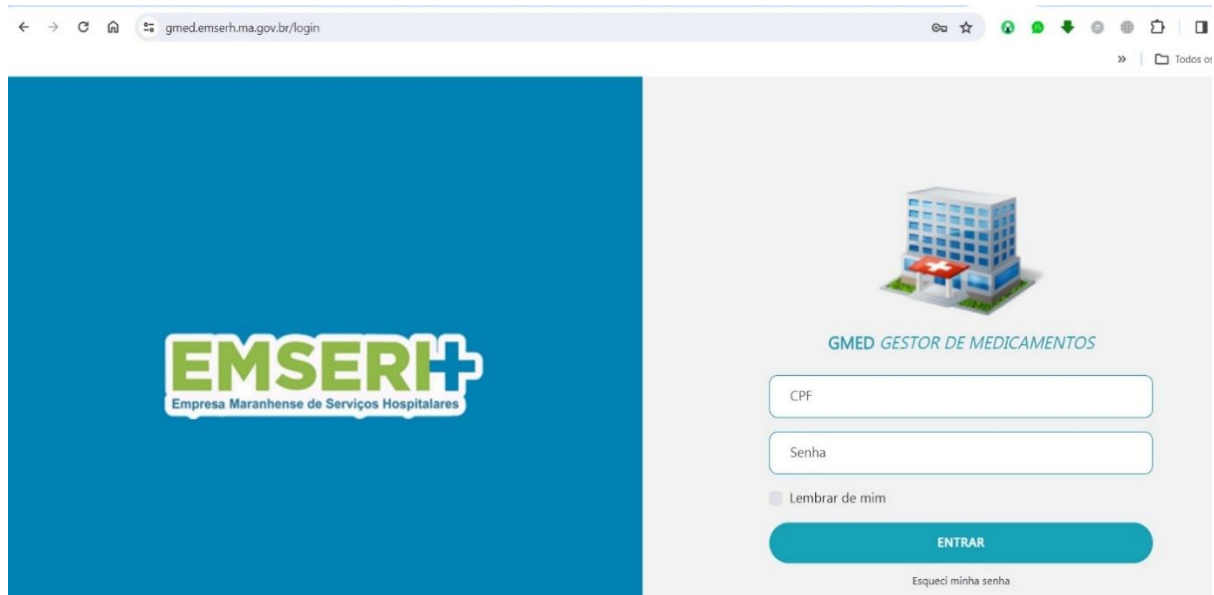 gmed.emserh.ma.gov.br/login
» Todos os
EMSERH
Empresa Maranhense de Serviços Hospitalares
GMED GESTOR DE MEDICAMENTOS
CPF
Senha
Lembrar de mim
ENTRAR
Esqueci minha senha